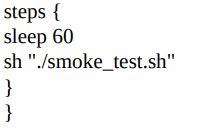 steps {
sleep 60
sh "./smoke_test.sh"
}
}